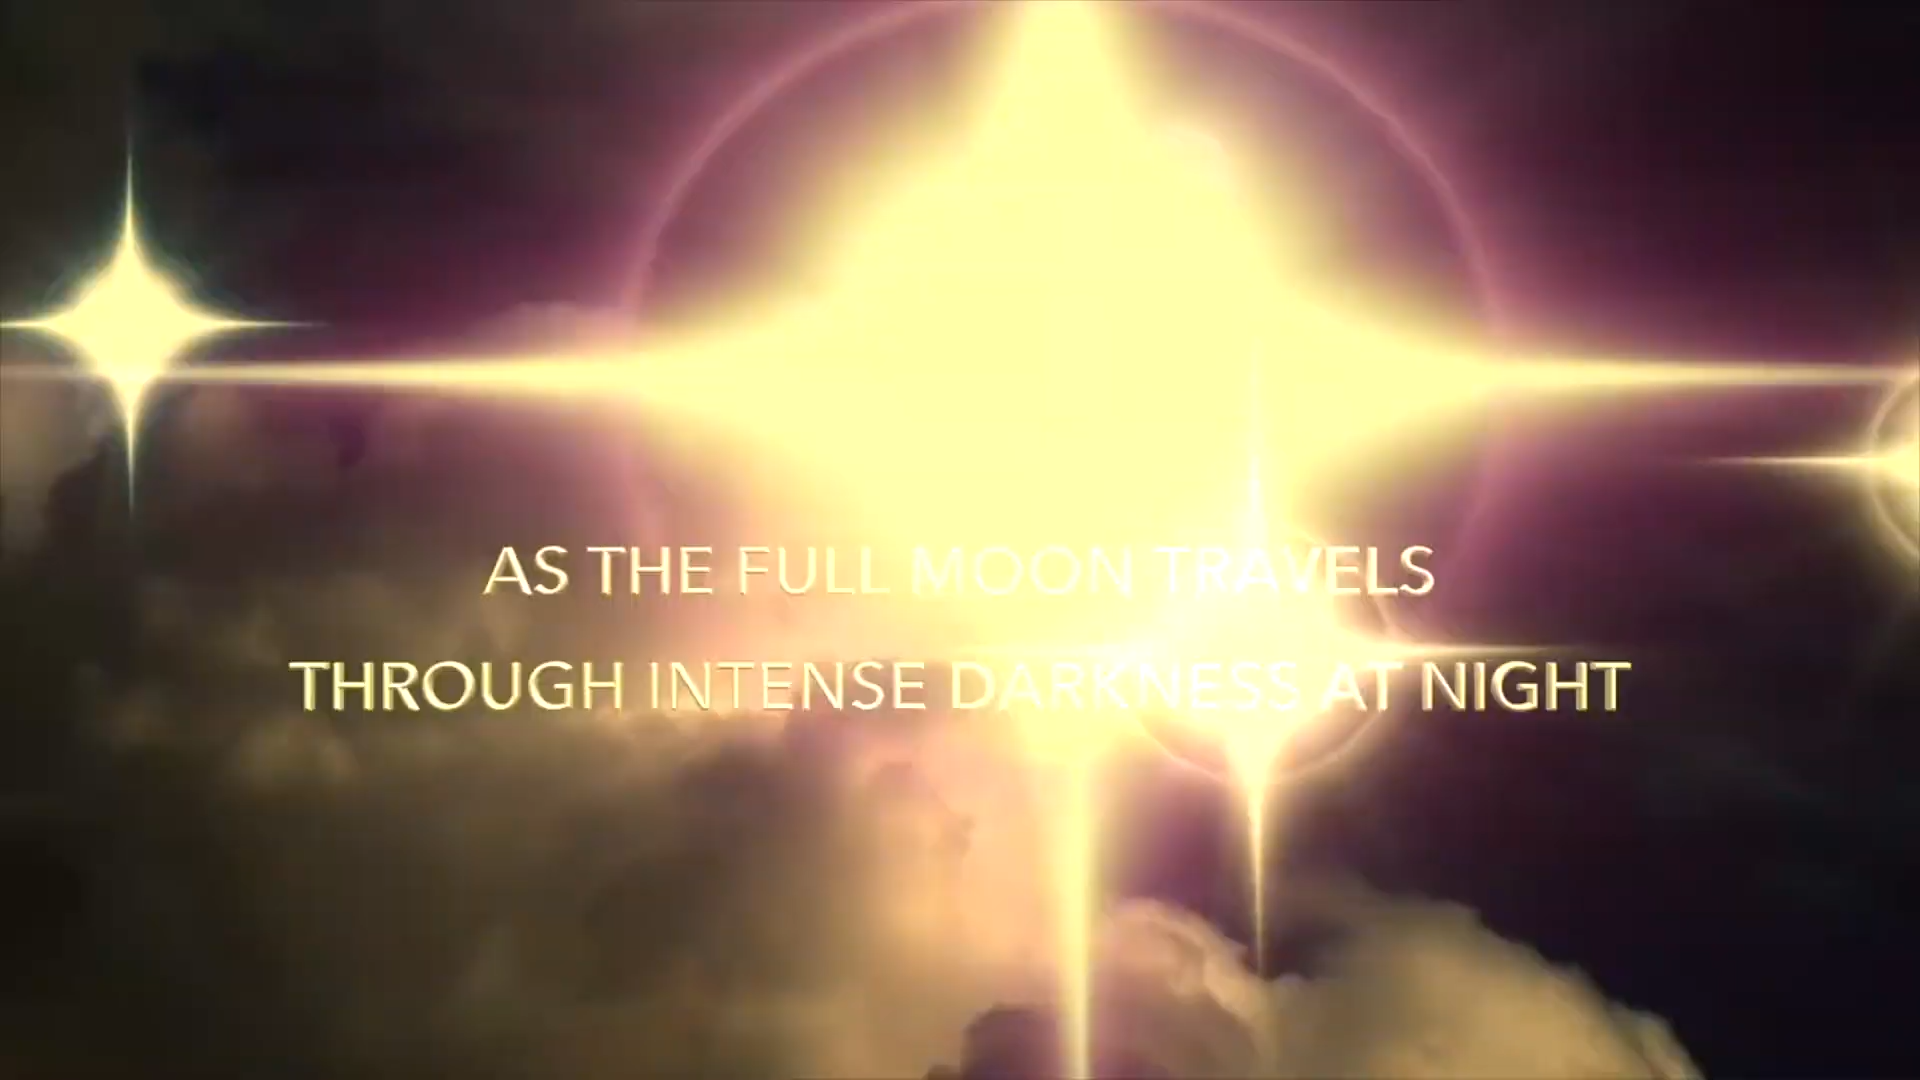 AS THE FULL MOON TRAVELS
THROUGH INTENSE DARKNESS AT NIGHT